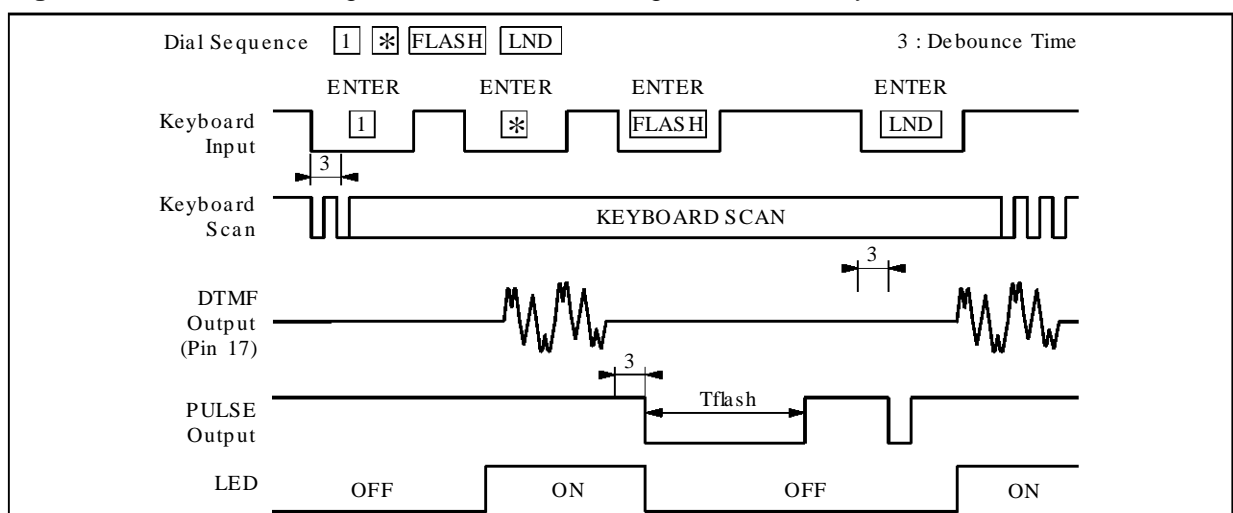 Dial Sequence 1 * FLASH LND 3 : Debounce Time
ENTER ENTER ENTER ENTER
Keyboard Input 1 * FLASH LND
3
Keyboard Scan KEYBOARD SCAN
3
DTMF Output (Pin 17)
3
PULSE Output Tflash
LED OFF ON OFF ON